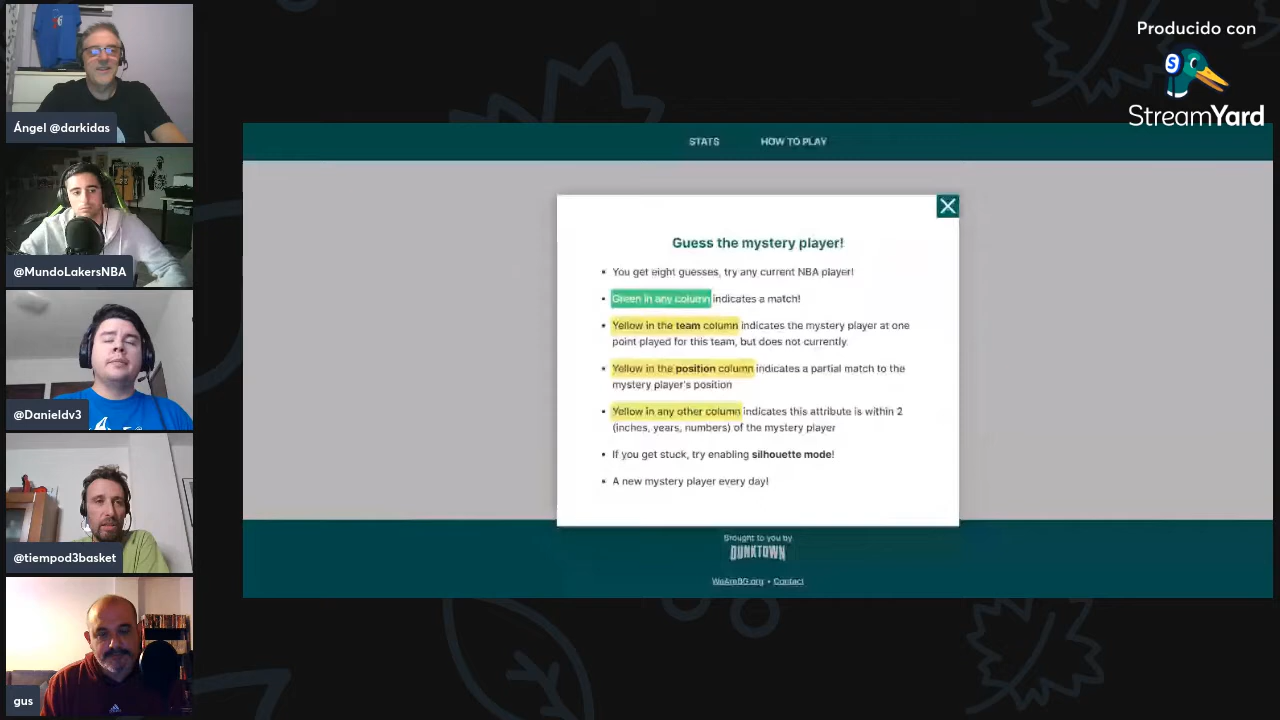 Producido con
StreamYard
STATS
HOW TO PLAY
Guess the mystery player!
• You get eight guesses, try any current NBA player!
• Green in any column indicates a match!
• Yellow in the team column indicates the mystery player at one
point played for this team, but does not currently
• Yellow in the position column indicates a partial match to the
mystery player's position
• Yellow in any other column indicates this attribute is within 2
(inches, years, numbers) of the mystery player
• If you get stuck, try enabling silhouette mode!
• A new mystery player every day!
Brought to you by
DUNKTOWN
WeAreBG.org • Contact
Ángel @darkidas
@MundoLakersNBA
@Danieldv3
@tiempod3basket
gus